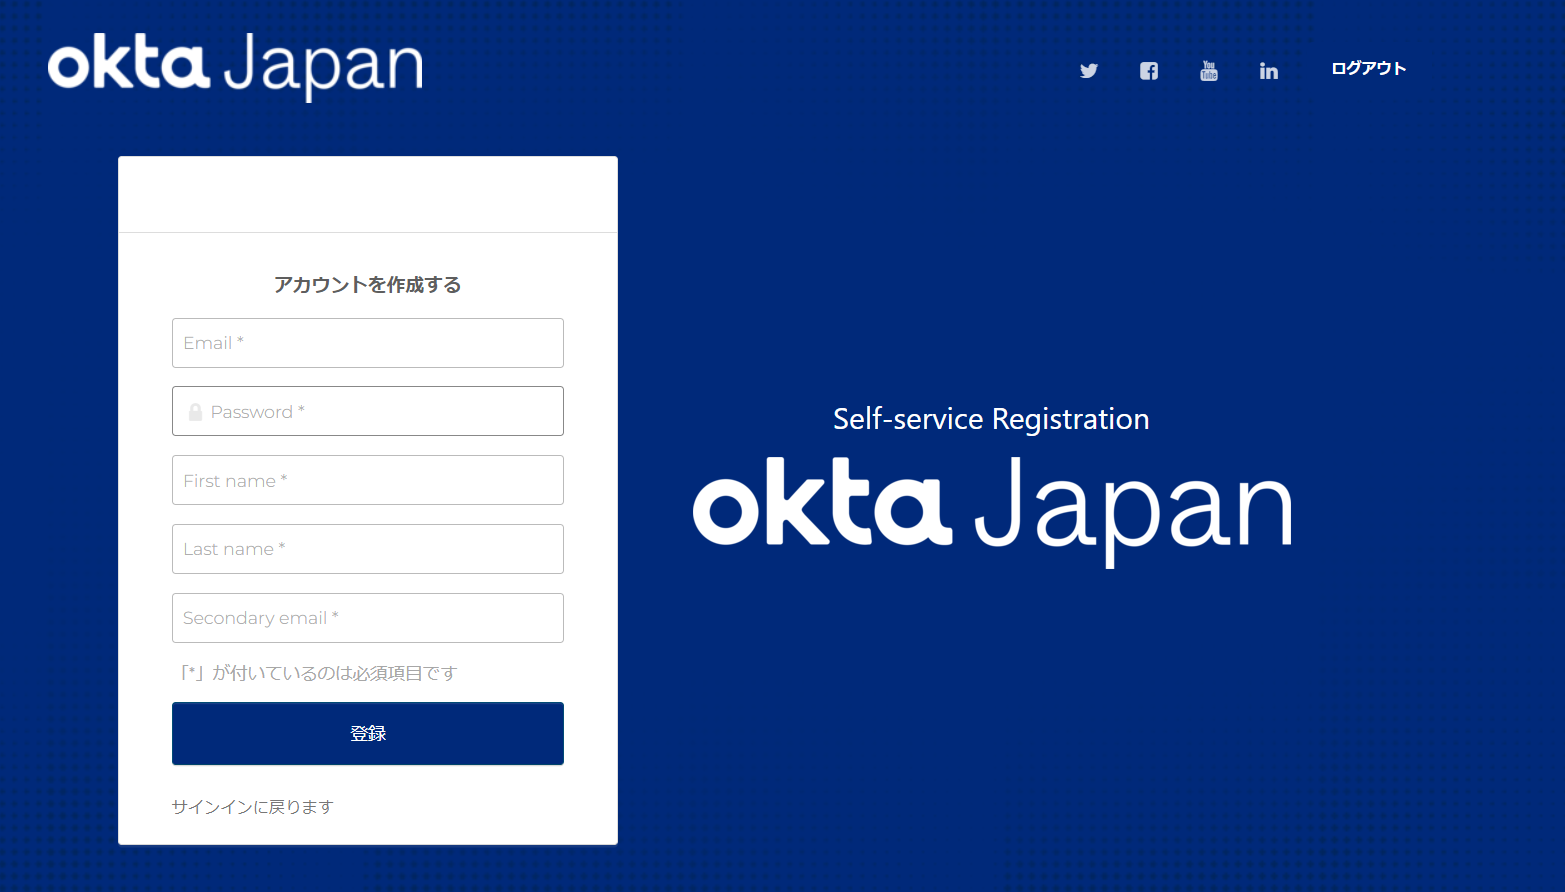 okta Japan
ログアウト
アカウントを作成する
Email *
Password *
First name *
Last name *
Secondary email *
「*」が付いているのは必須項目です
登録
サインインに戻ります
Self-service Registration
okta Japan